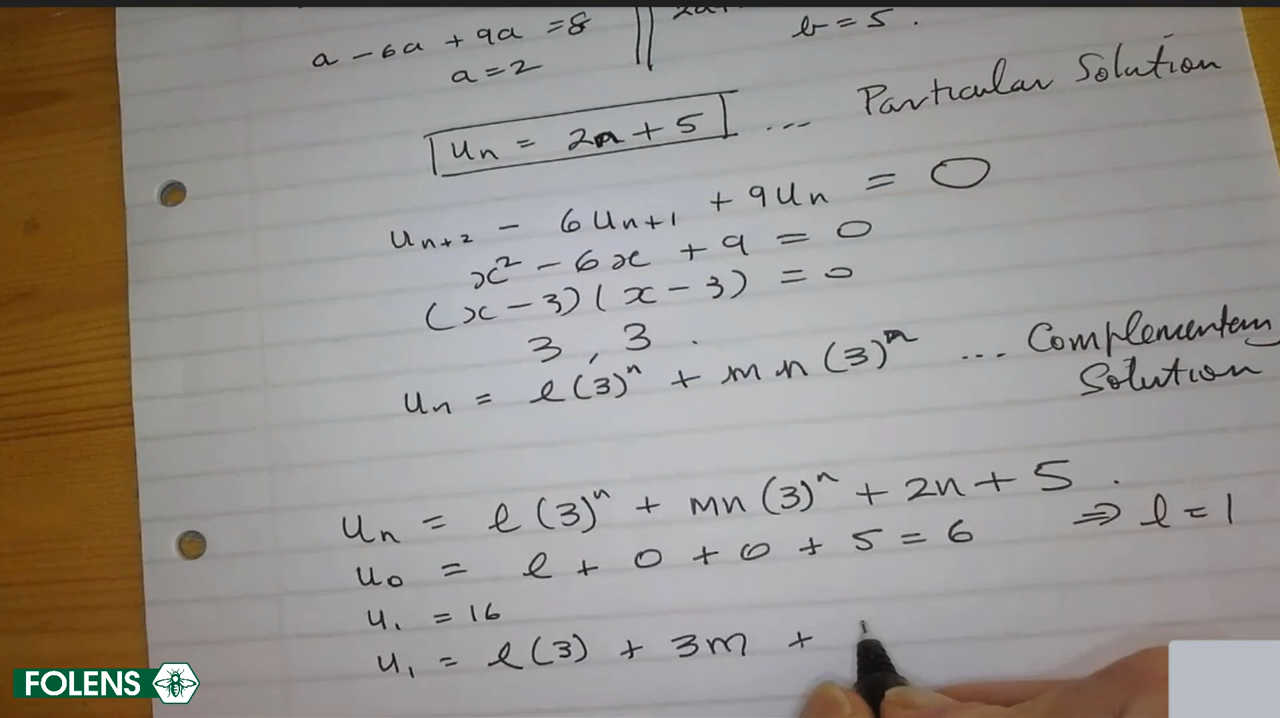 a - 6a + 9a = 8
a = 2
b = 5 .
uₙ = 2n + 5 ... Particular Solution
uₙ₊₂ - 6uₙ₊₁ + 9uₙ = 0
x² - 6x + 9 = 0
(x - 3)(x - 3) = 0
3 , 3 .
uₙ = l(3)ⁿ + mn(3)ⁿ ... Complementary Solution
uₙ = l(3)ⁿ + mn(3)ⁿ + 2n + 5 .
u₀ = l + 0 + 0 + 5 = 6 ⇒ l = 1
u₁ = 16
u₁ = l(3) + 3m +
FOLENS